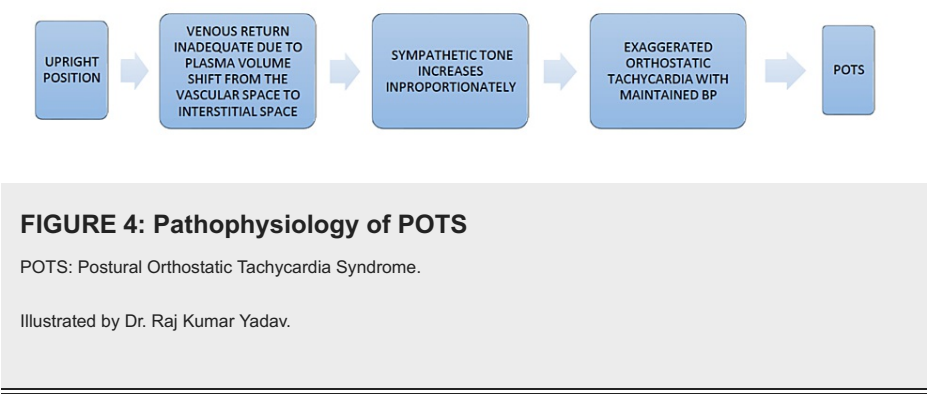 UPRIGHT
POSITION
VENOUS RETURN
INADEQUATE DUE TO
PLASMA VOLUME
SHIFT FROM THE
VASCULAR SPACE TO
INTERSTITIAL SPACE
SYMPATHETIC TONE
INCREASES
INPROPORTIONATELY
EXAGGERATED
ORTHOSTATIC
TACHYCARDIA WITH
MAINTAINED BP
POTS
FIGURE 4: Pathophysiology of POTS
POTS: Postural Orthostatic Tachycardia Syndrome.
Illustrated by Dr. Raj Kumar Yadav.